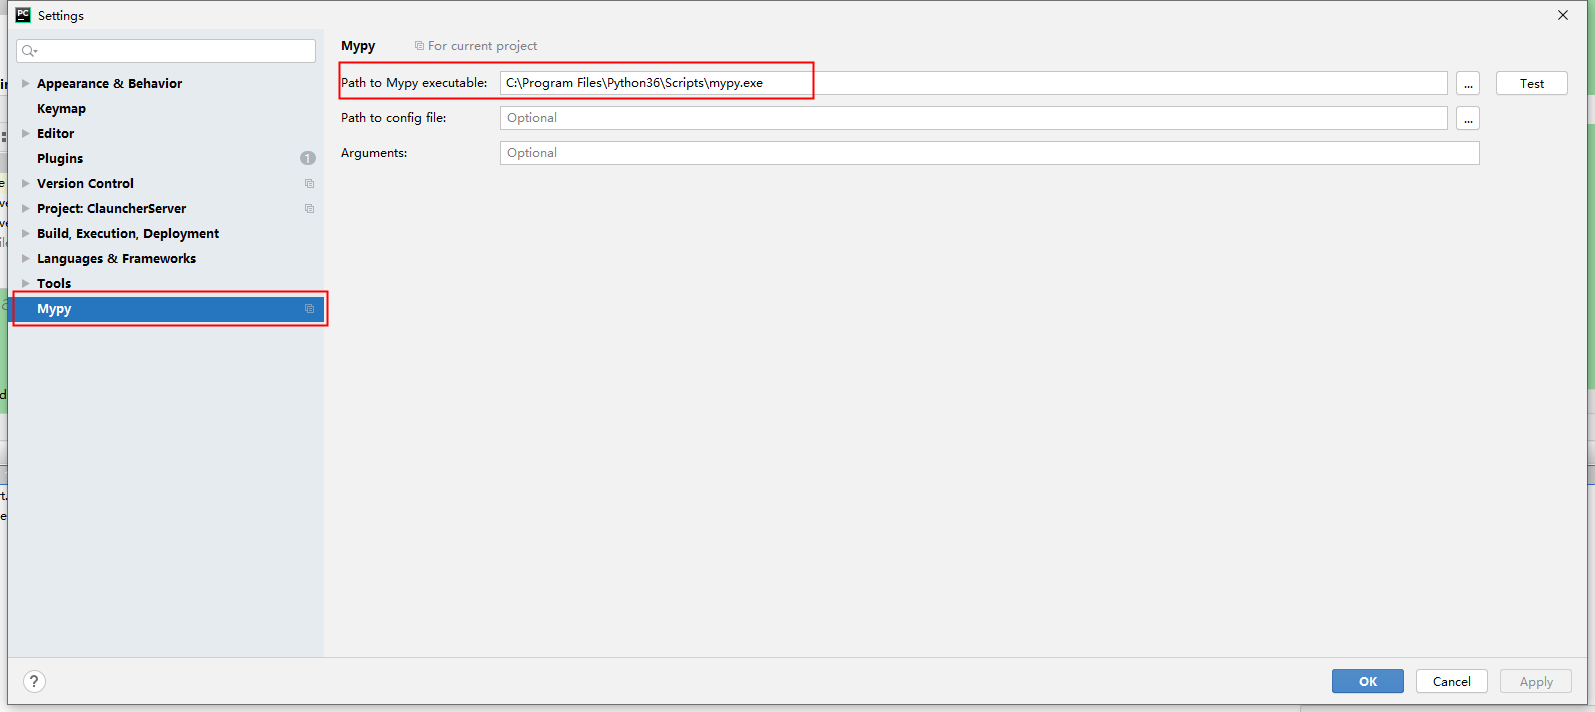 PC Settings
Mypy For current project
Path to Mypy executable: C:\Program Files\Python36\Scripts\mypy.exe ... Test
Path to config file: Optional ...
Arguments: Optional
Appearance & Behavior
Keymap
Editor
Plugins 1
Version Control
Project: ClauncherServer
Build, Execution, Deployment
Languages & Frameworks
Tools
Mypy
? OK Cancel Apply